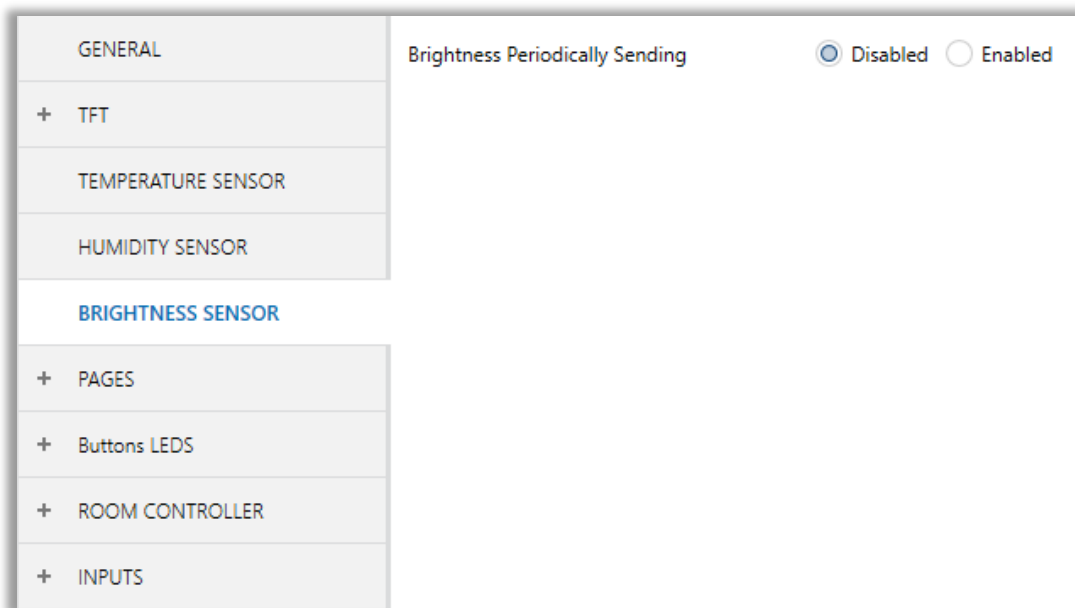 GENERAL
Brightness Periodically Sending Disabled Enabled
+ TFT
TEMPERATURE SENSOR
HUMIDITY SENSOR
BRIGHTNESS SENSOR
+ PAGES
+ Buttons LEDS
+ ROOM CONTROLLER
+ INPUTS